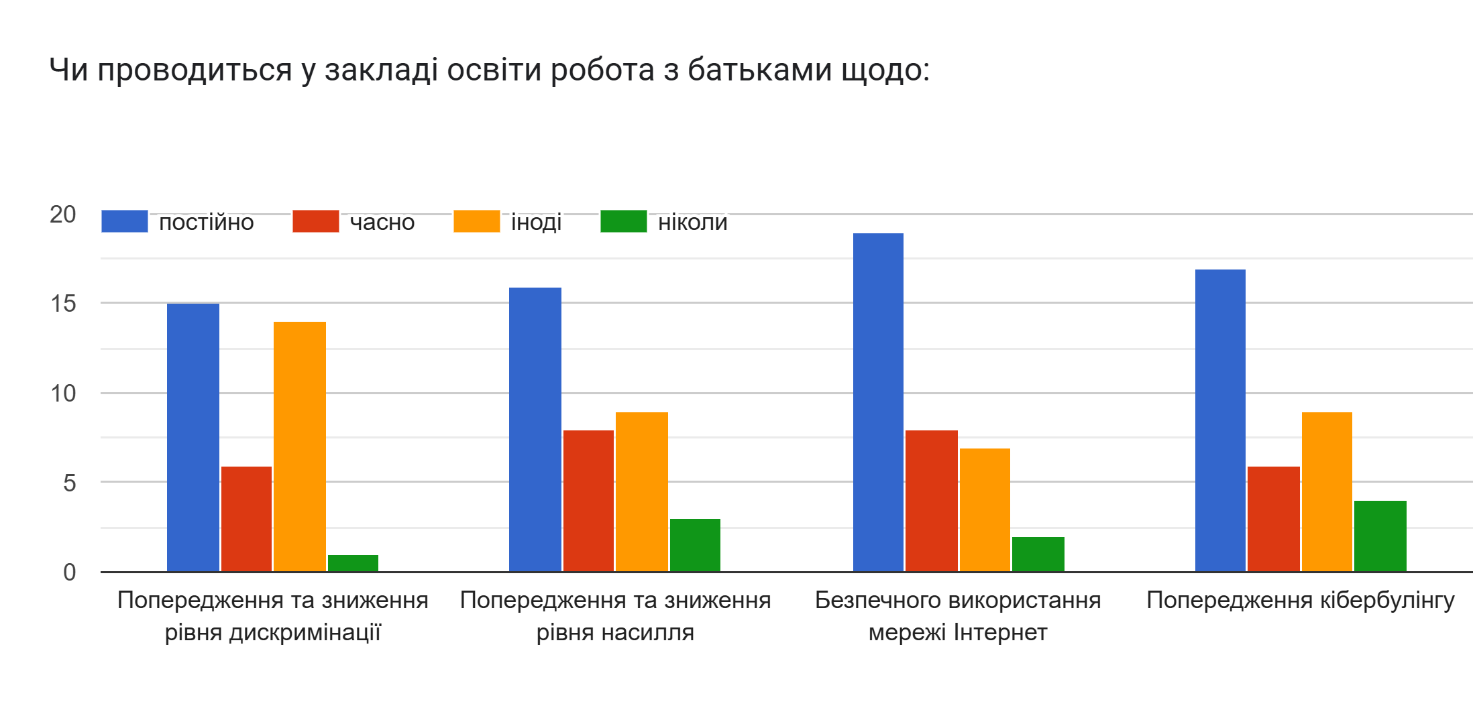 Чи проводиться у закладі освіти робота з батьками щодо:
постійно часно іноді ніколи
20
15
10
5
0
Попередження та зниження рівня дискримінації
Попередження та зниження рівня насилля
Безпечного використання мережі Інтернет
Попередження кібербулінгу